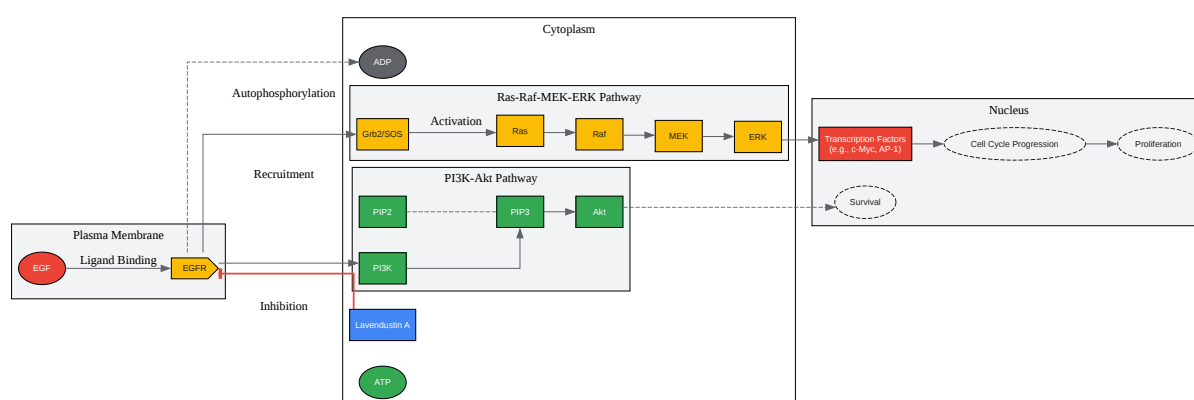 Cytoplasm
ADP
Autophosphorylation
Ras-Raf-MEK-ERK Pathway
Grb2/SOS
Activation
Ras
Raf
MEK
ERK
Nucleus
Transcription Factors
(e.g., c-Myc, AP-1)
Cell Cycle Progression
Proliferation
Recruitment
PI3K-Akt Pathway
PIP2
PIP3
Akt
Survival
Plasma Membrane
EGF
Ligand Binding
EGFR
PI3K
Inhibition
Lavendustin A
ATP